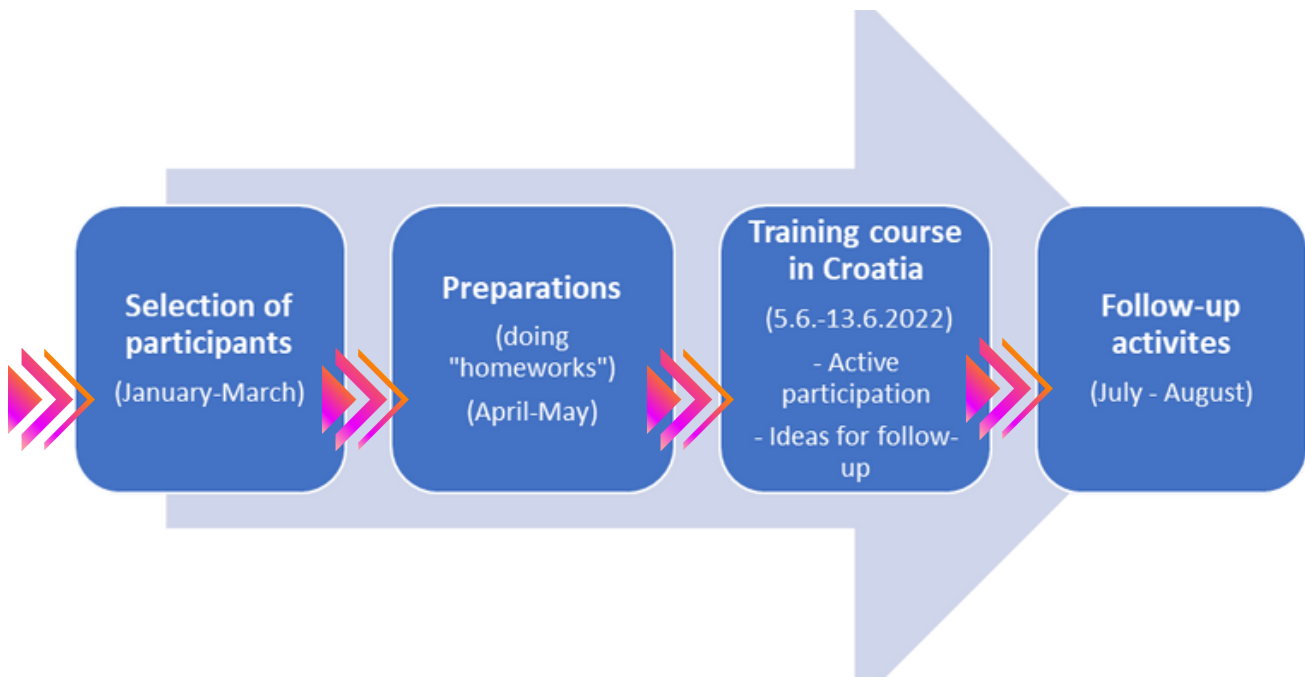 Selection of
participants
(January-March)
Preparations
(doing
"homeworks")
(April-May)
Training course
in Croatia
(5.6.-13.6.2022)
- Active
participation
- Ideas for follow-
up
Follow-up
activites
(July - August)